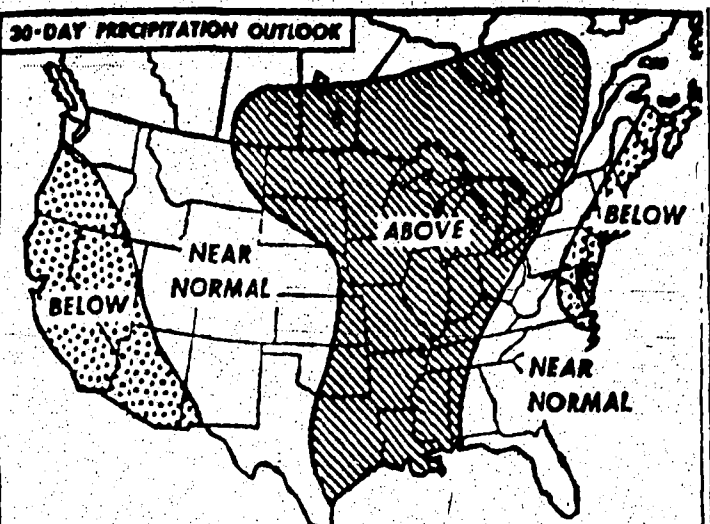 30-DAY PRECIPITATION OUTLOOK
ABOVE
BELOW
NEAR
NORMAL
BELOW
NEAR
NORMAL